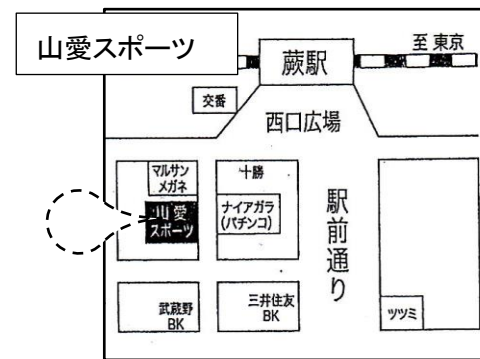 山愛スポーツ
蕨駅
至 東京
交番
西口広場
マルサン
メガネ
十勝
山愛
スポーツ
ナイアガラ
(パチンコ)
駅前通り
武蔵野
BK
三井住友
BK
ツツミ